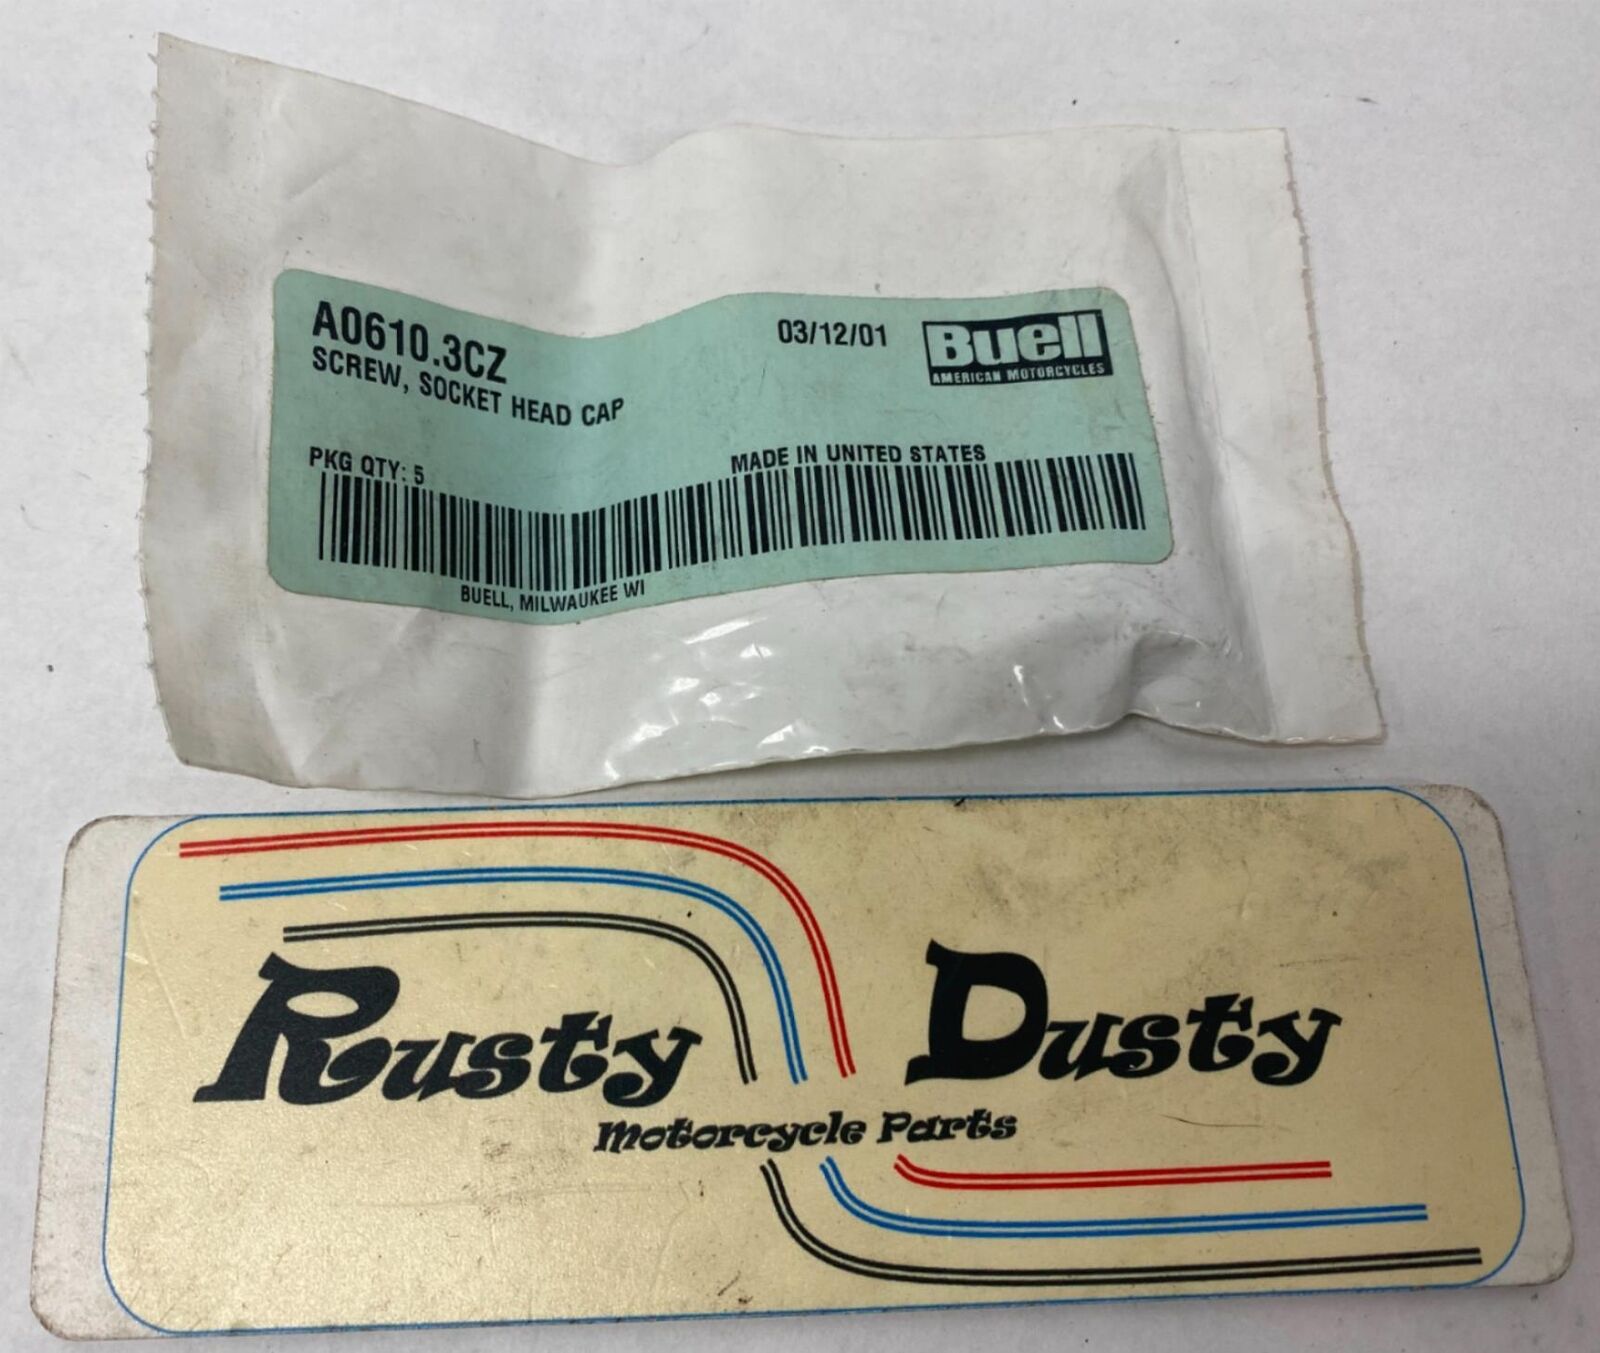 A0610.3CZ
SCREW, SOCKET HEAD CAP
03/12/01
Buell
AMERICAN MOTORCYCLES
PKG QTY: 5
MADE IN UNITED STATES
BUELL, MILWAUKEE WI
Rusty Dusty
Motorcycle Parts